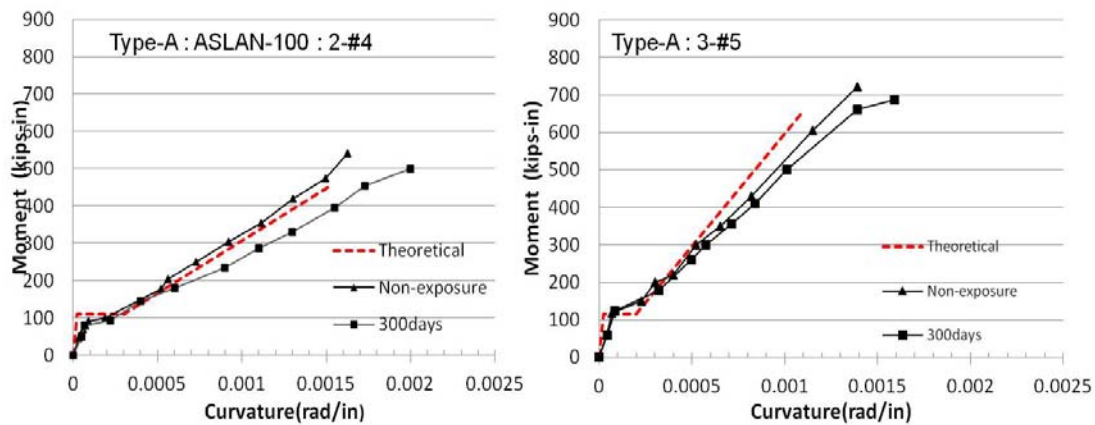 Type-A : ASLAN-100 : 2-#4
Moment (kips-in)
900
800
700
600
500
400
300
200
100
0
Theoretical
Non-exposure
300days
0 0.0005 0.001 0.0015 0.002 0.0025
Curvature(rad/in)
Type-A : 3-#5
Moment (kips-in)
900
800
700
600
500
400
300
200
100
0
Theoretical
Non-exposure
300days
0 0.0005 0.001 0.0015 0.002 0.0025
Curvature(rad/in)